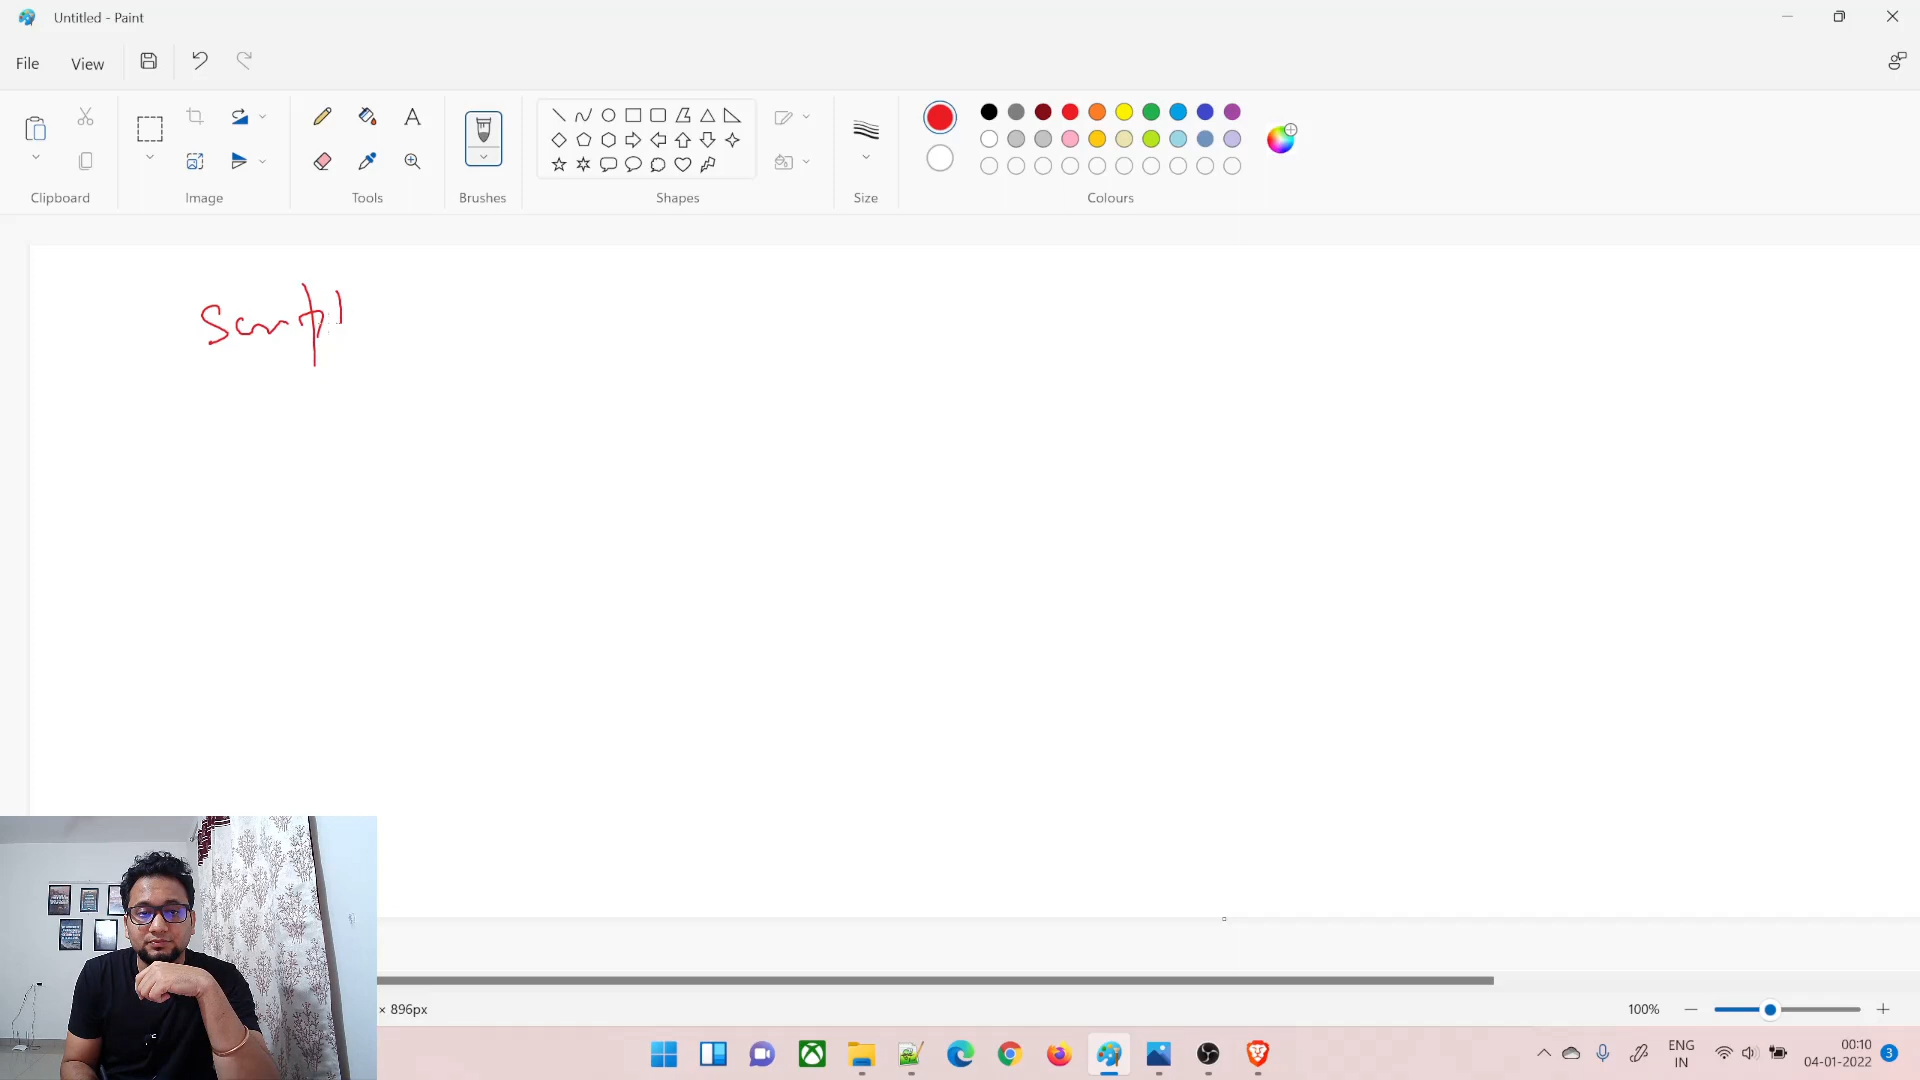 Untitled - Paint
File View
Clipboard Image Tools Brushes Shapes Size Colours
Sampl
× 896px
100%
ENG
IN
00:10
04-01-2022
3